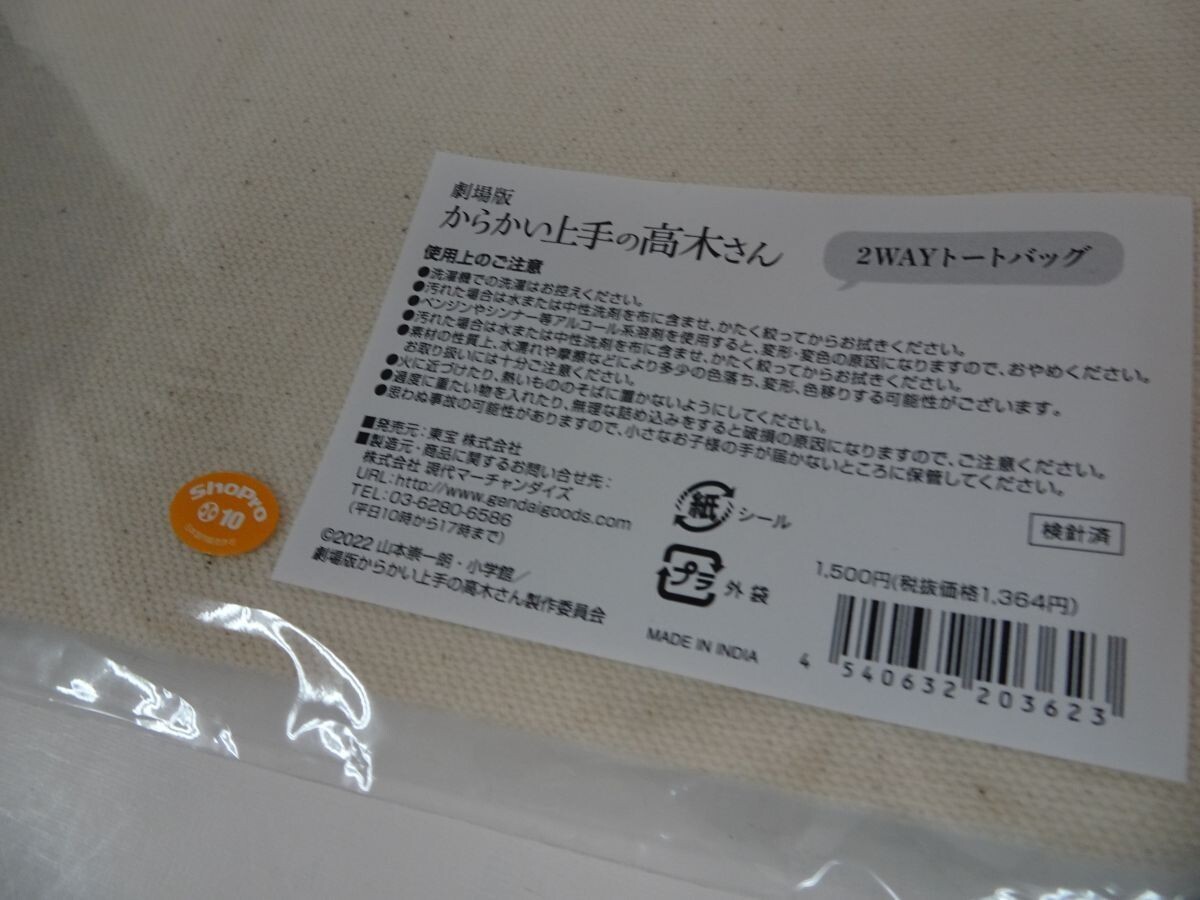 劇場版
からかい上手の高木さん
2WAYトートバッグ
使用上のご注意
●洗濯機での洗濯はお控えください。
●汚れた場合は水または中性洗剤を布に含ませ、かたく絞ってからお拭きください。
●ベンジンやシンナー等アルコール系溶剤を使用すると、変形・変色の原因になりますので、おやめください。
●汚れた場合は水または中性洗剤を布に含ませ、かたく絞ってからお拭きください。
●素材の性質上、水濡れや摩擦などにより多少の色落ち、変形、色移りする可能性がございます。
お取り扱いには十分ご注意ください。
●火に近づけたり、熱いもののそばに置かないようにしてください。
●過度に重たい物を入れたり、無理な詰め込みをすると破損の原因になりますので、ご注意ください。
●思わぬ事故の可能性がありますので、小さなお子様の手が届かないところに保管してください。
■発売元：東宝 株式会社
■製造元・商品に関するお問い合せ先：
株式会社 現代マーチャンダイズ
URL：http://www.gendaigoods.com
TEL：03-6280-6586
（平日10時から17時まで）
©2022 山本崇一朗・小学館／
劇場版からかい上手の高木さん製作委員会
紙 シール
プラ 外袋
MADE IN INDIA
検針済
1,500円(税抜価格1,364円)
4 540632 203623
ShoPro
10